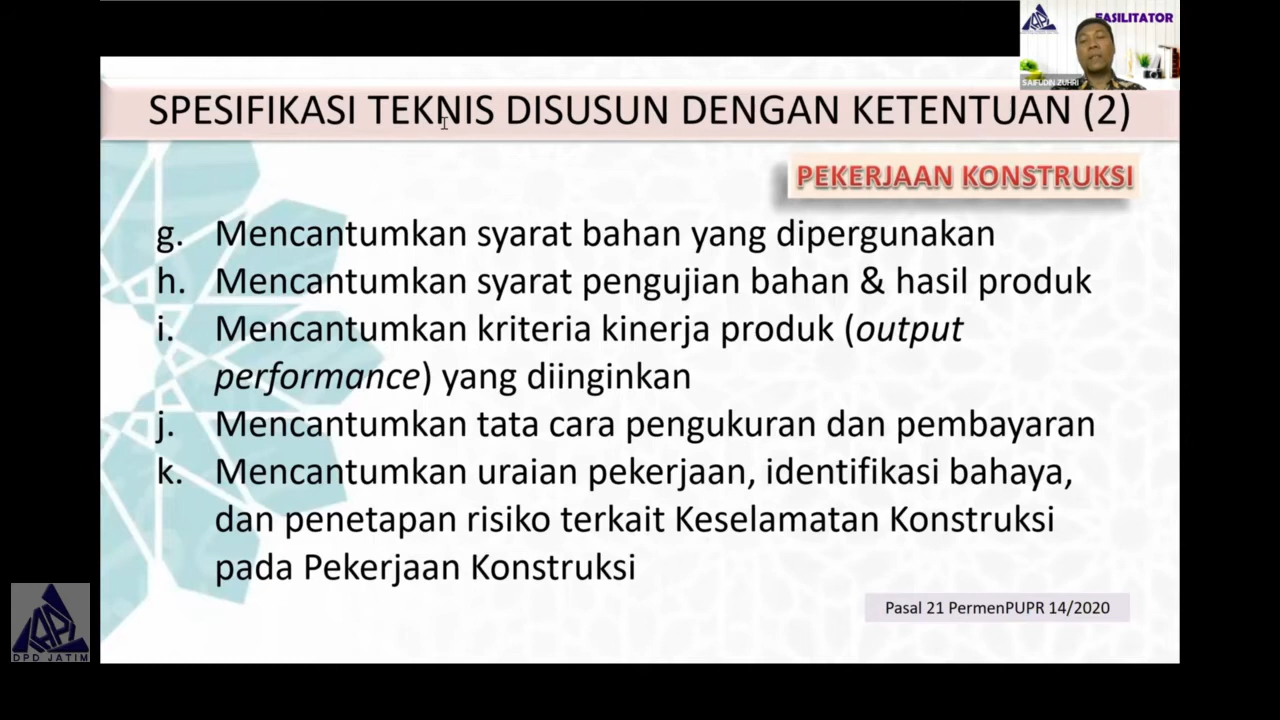 FASILITATOR
SAIFUDIN ZUHRI
SPESIFIKASI TEKNIS DISUSUN DENGAN KETENTUAN (2)
PEKERJAAN KONSTRUKSI
g. Mencantumkan syarat bahan yang dipergunakan
h. Mencantumkan syarat pengujian bahan & hasil produk
i. Mencantumkan kriteria kinerja produk (output
performance) yang diinginkan
j. Mencantumkan tata cara pengukuran dan pembayaran
k. Mencantumkan uraian pekerjaan, identifikasi bahaya,
dan penetapan risiko terkait Keselamatan Konstruksi
pada Pekerjaan Konstruksi
Pasal 21 PermenPUPR 14/2020
DPD JATIM